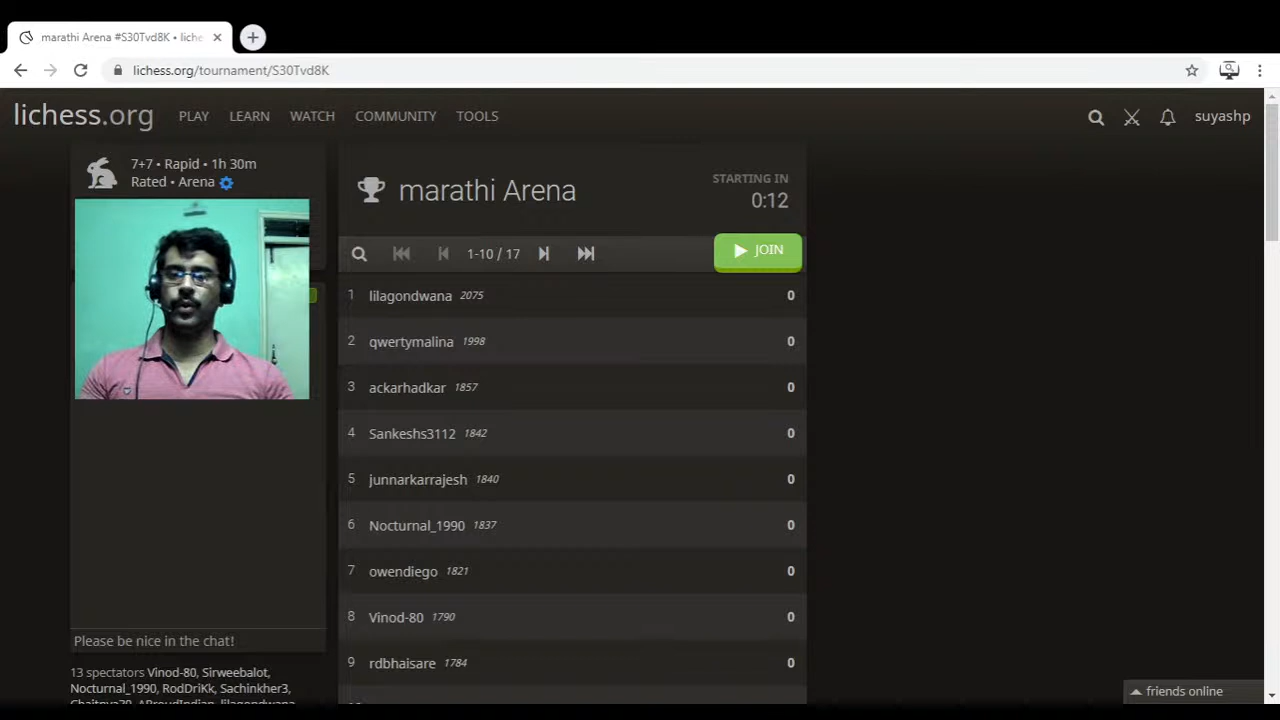 marathi Arena #S30Tvd8K • liche
lichess.org/tournament/S30Tvd8K
lichess.org PLAY LEARN WATCH COMMUNITY TOOLS suyashp
7+7 • Rapid • 1h 30m
Rated • Arena
marathi Arena
STARTING IN
0:12
1-10 / 17
JOIN
1 lilagondwana 2075 0
2 qwertymalina 1998 0
3 ackarhadkar 1857 0
4 Sankeshs3112 1842 0
5 junnarkarrajesh 1840 0
6 Nocturnal_1990 1837 0
7 owendiego 1821 0
8 Vinod-80 1790 0
9 rdbhaisare 1784 0
Please be nice in the chat!
13 spectators Vinod-80, Sirweebalot,
Nocturnal_1990, RodDriKk, Sachinkher3,
friends online